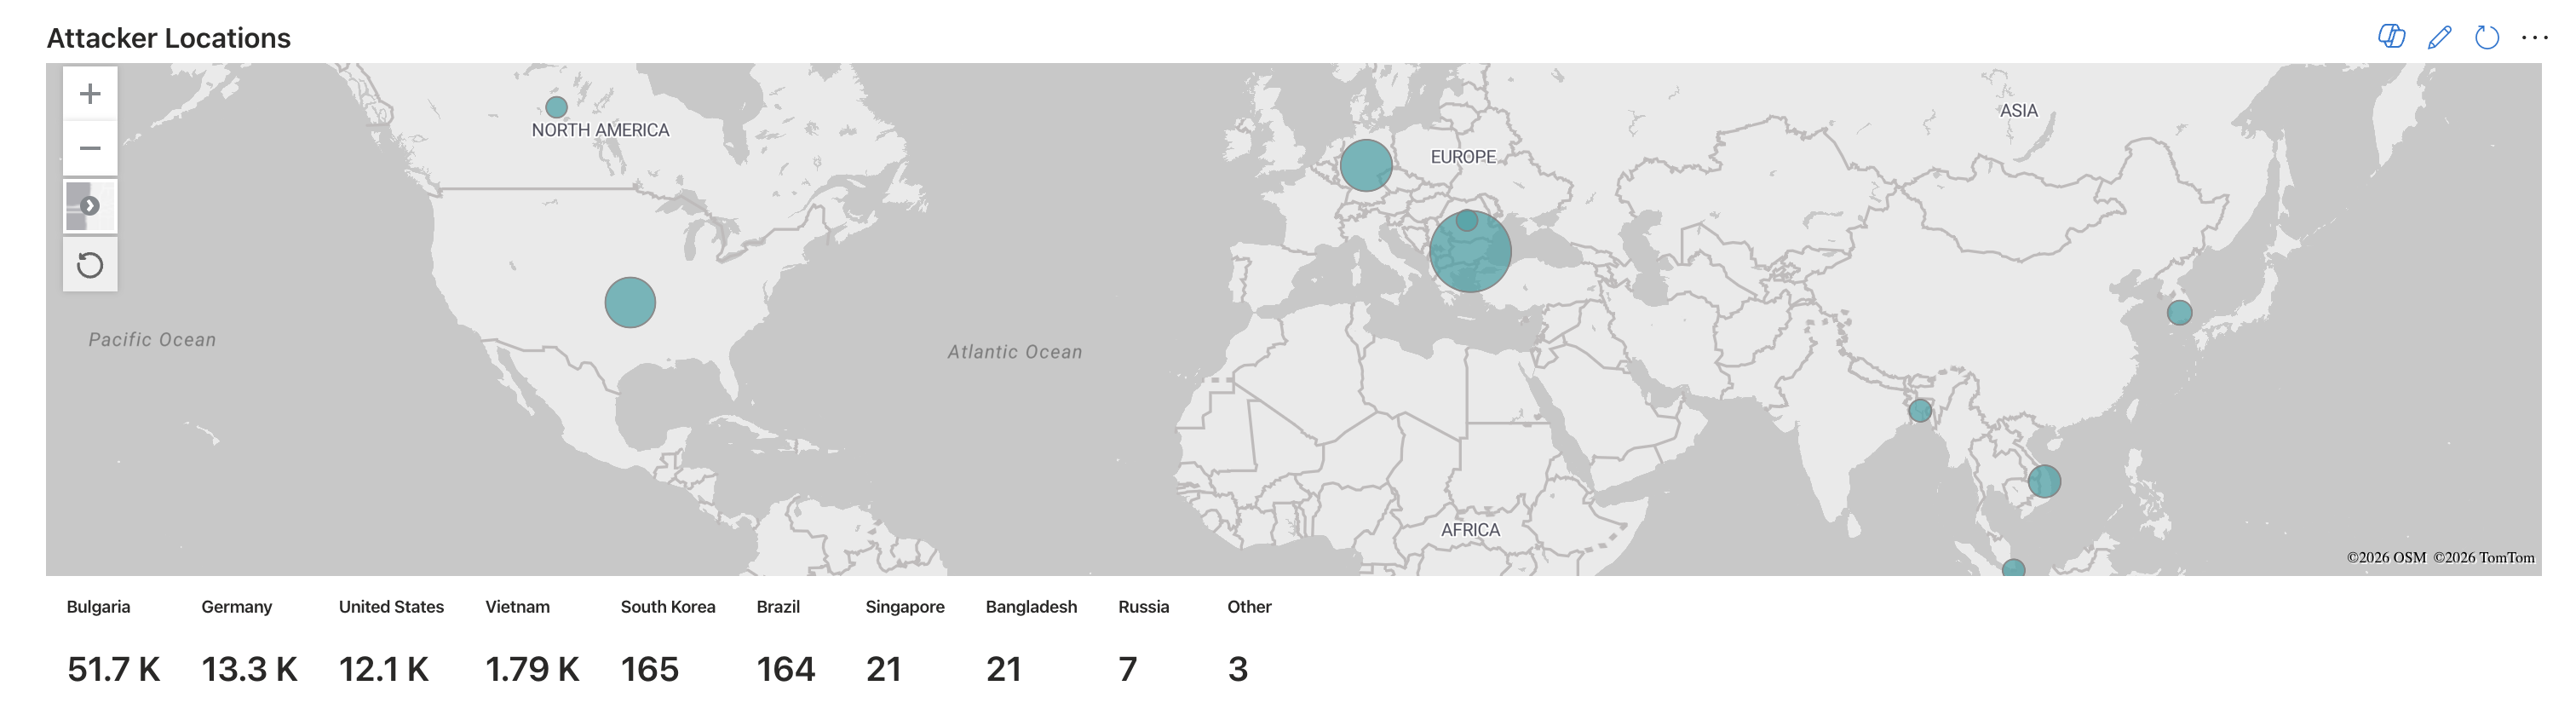 Attacker Locations
NORTH AMERICA
ASIA
EUROPE
Pacific Ocean
Atlantic Ocean
AFRICA
©2026 OSM ©2026 TomTom
Bulgaria Germany United States Vietnam South Korea Brazil Singapore Bangladesh Russia Other
51.7 K 13.3 K 12.1 K 1.79 K 165 164 21 21 7 3